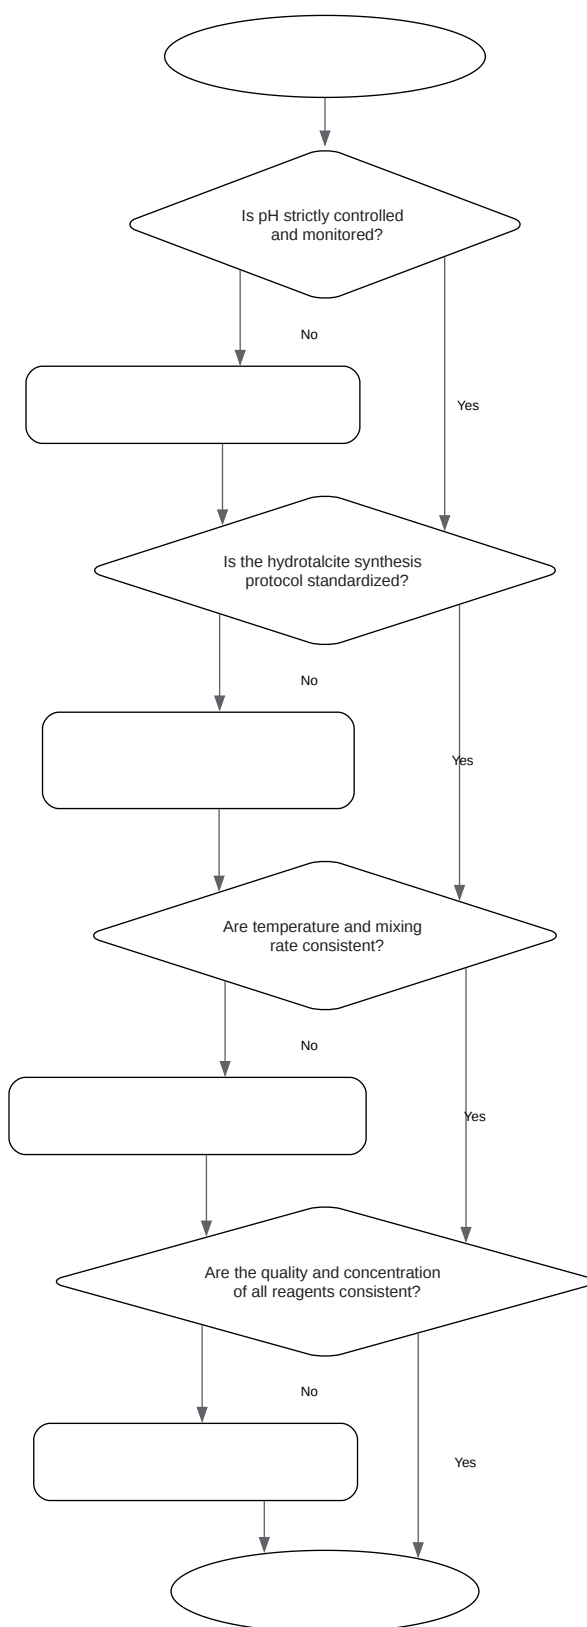 Is pH strictly controlled
and monitored?
No
Yes
Is the hydrotalcite synthesis
protocol standardized?
No
Yes
Are temperature and mixing
rate consistent?
No
Yes
Are the quality and concentration
of all reagents consistent?
No
Yes